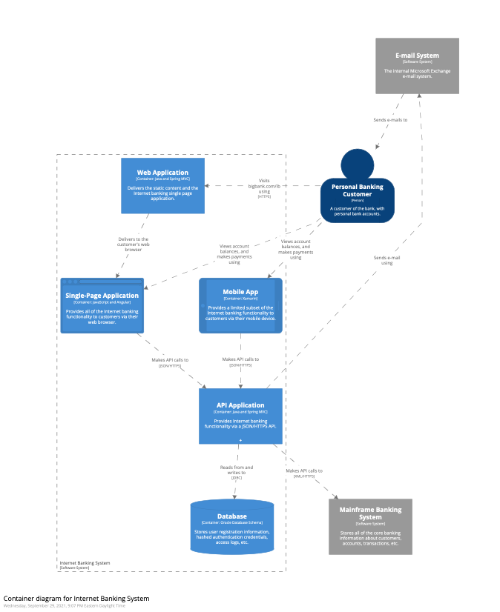 E-mail System
[Software System]
The internal Microsoft Exchange
e-mail system.
Sends e-mails to
Web Application
[Container: Java and Spring MVC]
Delivers the static content and the
Internet banking single page
application.
Visits
bigbank.com/ib
using
[HTTPS]
Personal Banking
Customer
[Person]
A customer of the bank, with
personal bank accounts.
Delivers to the
customer's web
browser
Views account
balances, and
makes payments
using
Views account
balances, and
makes payments
using
Sends e-mail
using
Single-Page Application
[Container: JavaScript and Angular]
Provides all of the Internet banking
functionality to customers via their
web browser.
Mobile App
[Container: Xamarin]
Provides a limited subset of the
Internet banking functionality to
customers via their mobile device.
Makes API calls to
[JSON/HTTPS]
Makes API calls to
[JSON/HTTPS]
API Application
[Container: Java and Spring MVC]
Provides Internet banking
functionality via a JSON/HTTPS API.
+
Reads from and
writes to
[JDBC]
Makes API calls to
[XML/HTTPS]
Database
[Container: Oracle Database Schema]
Stores user registration information,
hashed authentication credentials,
access logs, etc.
Mainframe Banking
System
[Software System]
Stores all of the core banking
information about customers,
accounts, transactions, etc.
Internet Banking System
[Software System]
Container diagram for Internet Banking System
Wednesday, September 29, 2021, 9:07 PM Eastern Daylight Time